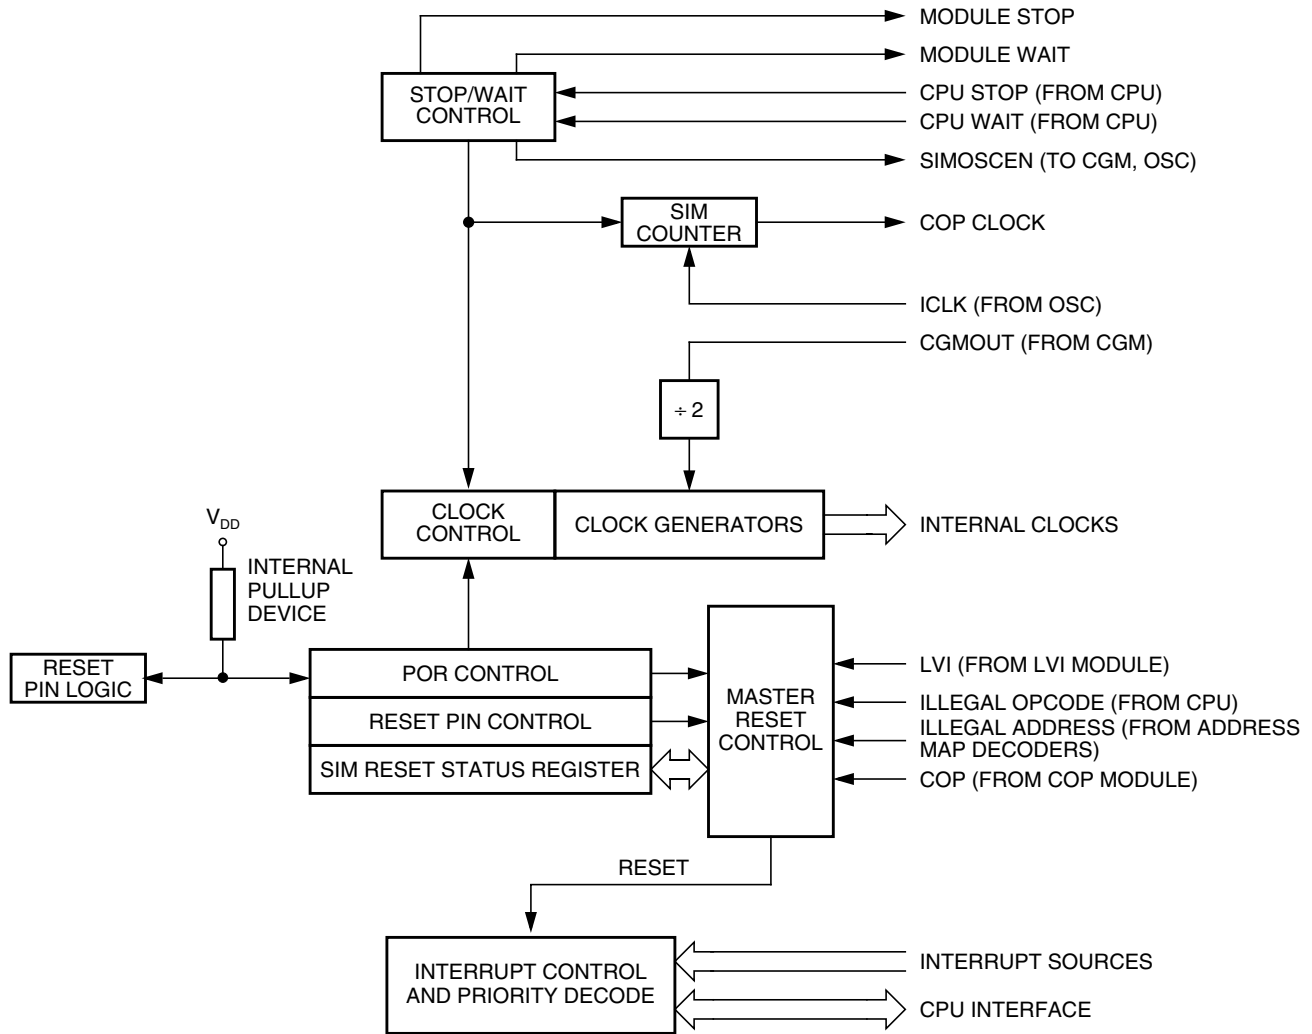 MODULE STOP
MODULE WAIT
STOP/WAIT
CONTROL
CPU STOP (FROM CPU)
CPU WAIT (FROM CPU)
SIMOSCEN (TO CGM, OSC)
SIM
COUNTER
COP CLOCK
ICLK (FROM OSC)
CGMOUT (FROM CGM)
÷ 2
CLOCK
CONTROL
CLOCK GENERATORS
INTERNAL CLOCKS
VDD
INTERNAL
PULLUP
DEVICE
RESET
PIN LOGIC
POR CONTROL
RESET PIN CONTROL
SIM RESET STATUS REGISTER
MASTER
RESET
CONTROL
LVI (FROM LVI MODULE)
ILLEGAL OPCODE (FROM CPU)
ILLEGAL ADDRESS (FROM ADDRESS
MAP DECODERS)
COP (FROM COP MODULE)
RESET
INTERRUPT CONTROL
AND PRIORITY DECODE
INTERRUPT SOURCES
CPU INTERFACE